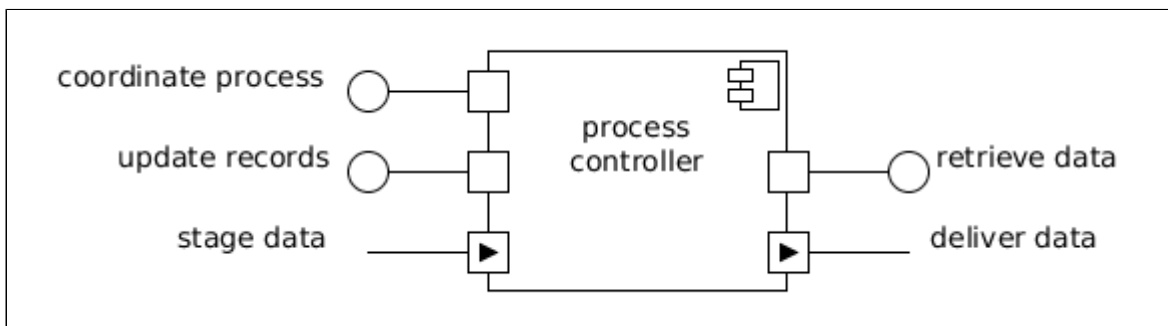 coordinate process
update records
stage data
process
controller
retrieve data
deliver data